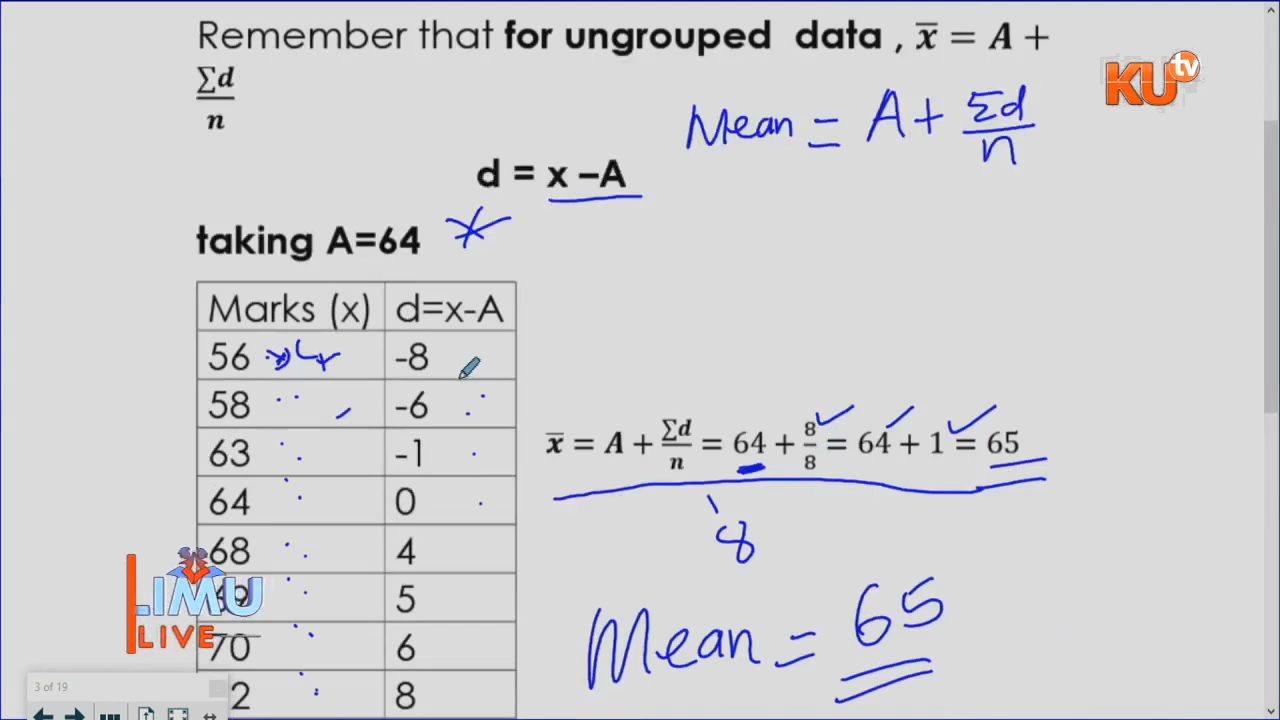 Remember that for ungrouped data , x̄ = A +
Σd
n
KU tv
Mean = A + Σd/n
d = x –A
taking A=64
Marks (x) d=x-A
56 -8
58 -6
63 -1
64 0
68 4
69 5
70 6
2 8
x̄ = A + Σd/n = 64 + 8/8 = 64 + 1 = 65
8
Mean = 65
LIMU
LIVE
3 of 19